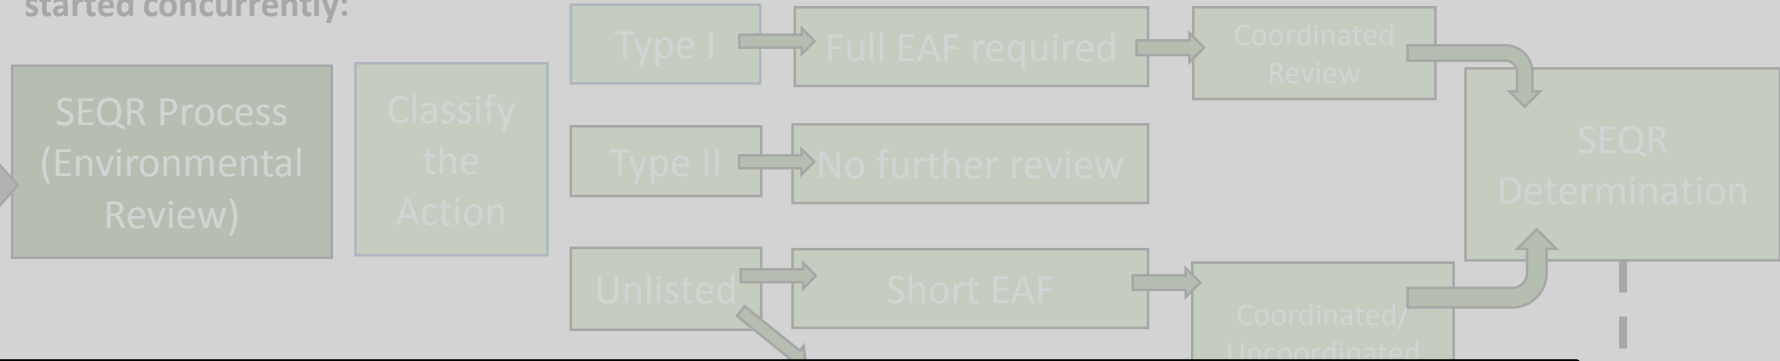 started concurrently:
SEQR Process
(Environmental
Review)
Classify
the
Action
Type I
Full EAF required
Coordinated
Review
Type II
No further review
Unlisted
Short EAF
Coordinated/
Uncoordinated
SEQR
Determination